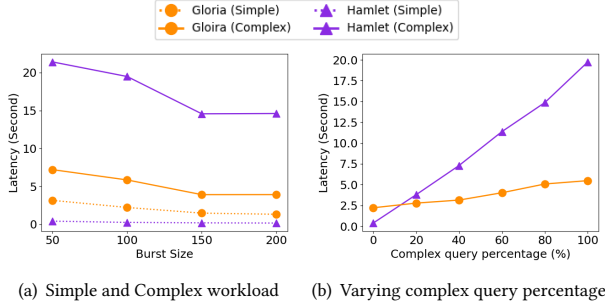 Gloria (Simple)
Hamlet (Simple)
Gloira (Complex)
Hamlet (Complex)
Latency (Second)
20
15
10
5
0
50
100
150
200
Burst Size
Latency (Second)
20.0
17.5
15.0
12.5
10.0
7.5
5.0
2.5
0.0
0
20
40
60
80
100
Complex query percentage (%)
(a) Simple and Complex workload
(b) Varying complex query percentage